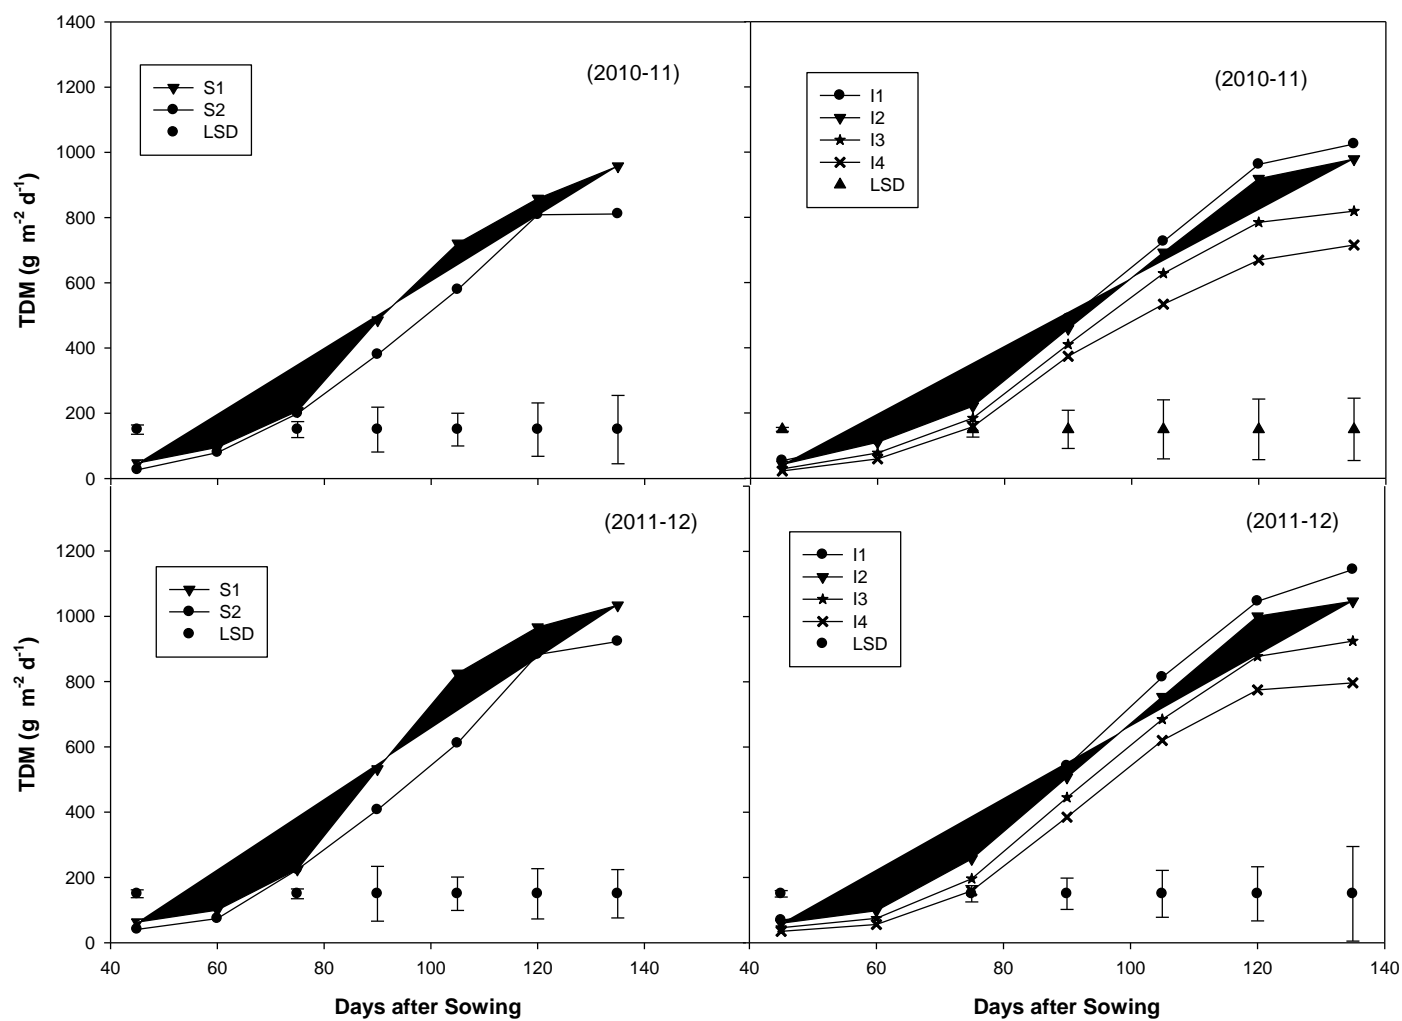 1400
1200
1000
800
600
400
200
0
TDM (g m-2 d-1)
S1
S2
LSD
(2010-11)
I1
I2
I3
I4
LSD
(2010-11)
1200
1000
800
600
400
200
0
TDM (g m-2 d-1)
S1
S2
LSD
(2011-12)
I1
I2
I3
I4
LSD
(2011-12)
40 60 80 100 120 40 60 80 100 120 140
Days after Sowing Days after Sowing